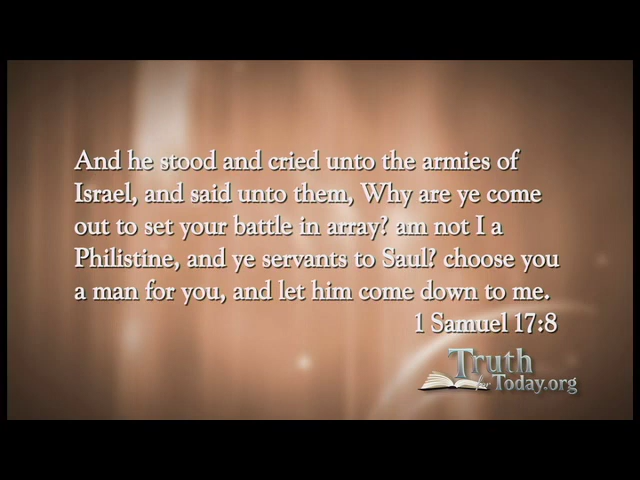 And he stood and cried unto the armies of
Israel, and said unto them, Why are ye come
out to set your battle in array? am not I a
Philistine, and ye servants to Saul? choose you
a man for you, and let him come down to me.
1 Samuel 17:8
Truth
for Today.org